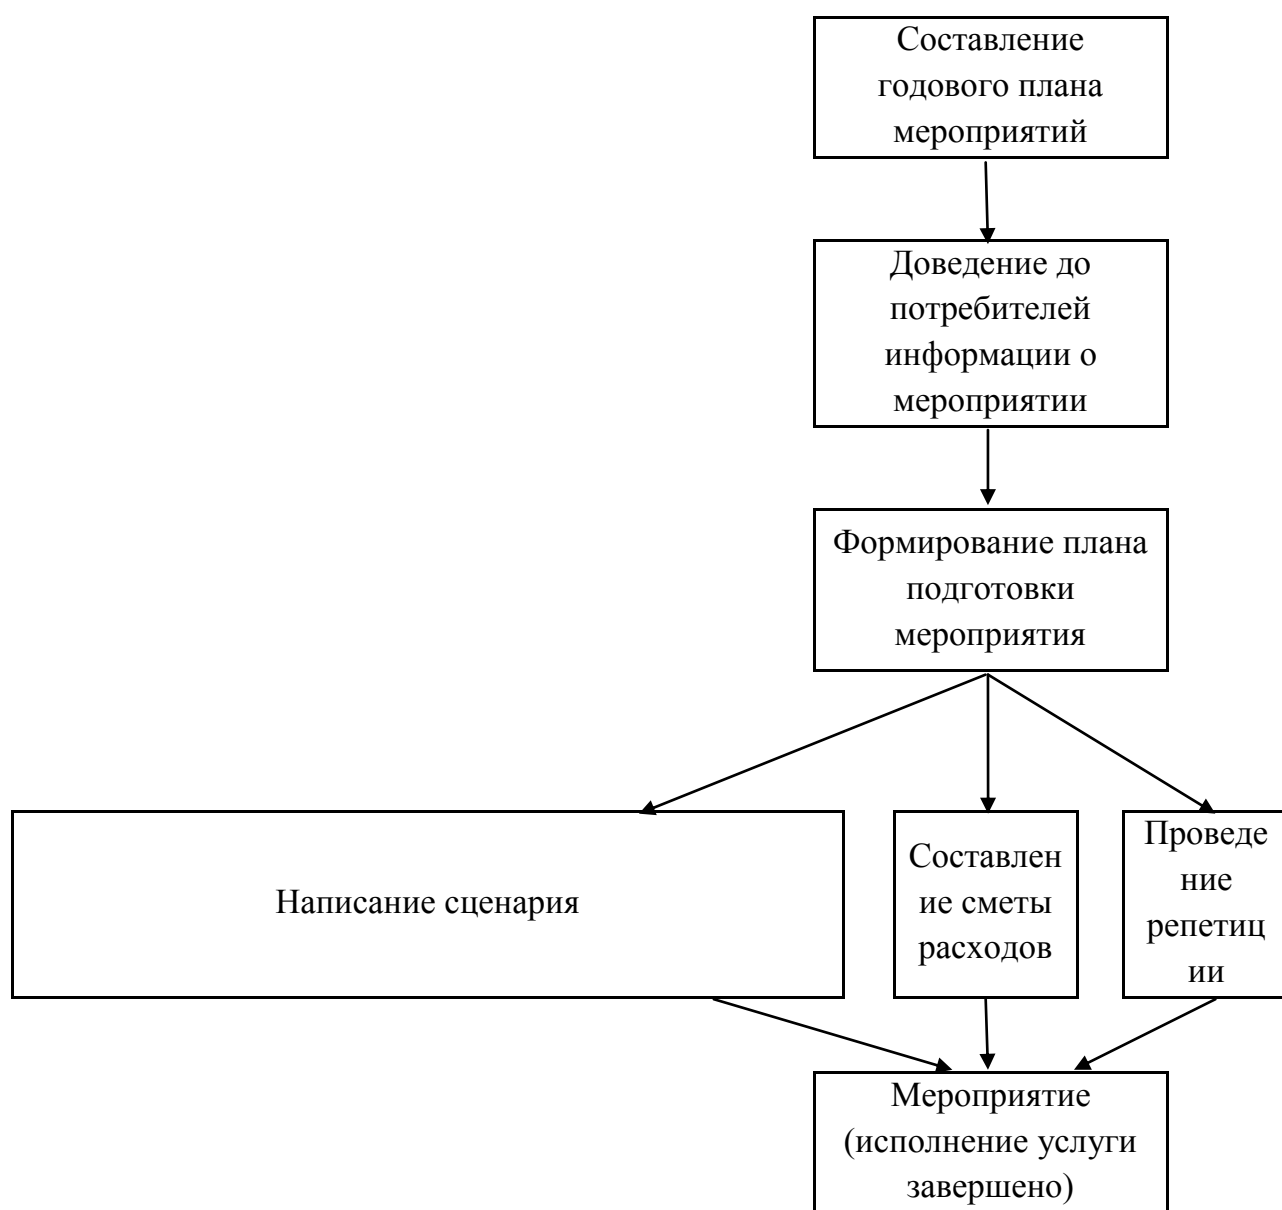 Составление
годового плана
мероприятий
Доведение до
потребителей
информации о
мероприятии
Формирование плана
подготовки
мероприятия
Написание сценария
Составлен
ие сметы
расходов
Проведе
ние
репетиц
ии
Мероприятие
(исполнение услуги
завершено)